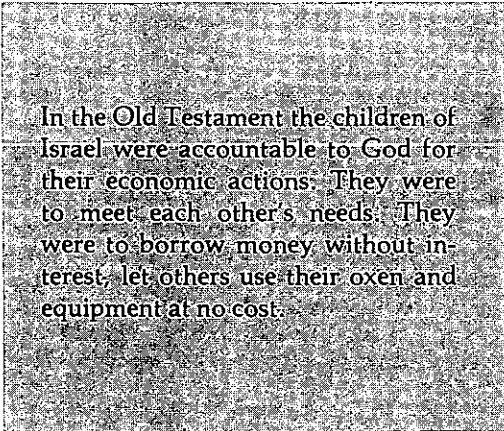 In the Old Testament the children of
Israel were accountable to God for
their economic actions. They were
to meet each other's needs. They
were to borrow money without in-
terest, let others use their oxen and
equipment at no cost.